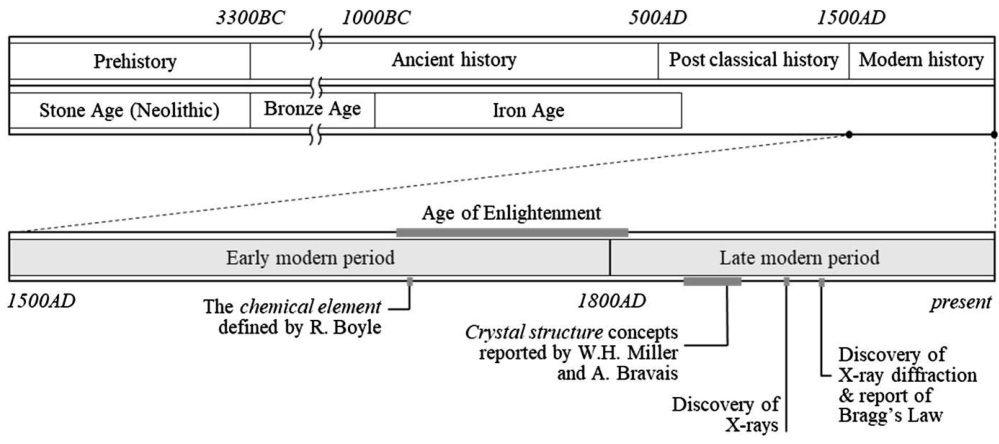 3300BC 1000BC 500AD 1500AD
Prehistory Ancient history Post classical history Modern history
Stone Age (Neolithic) Bronze Age Iron Age
Age of Enlightenment
Early modern period Late modern period
1500AD 1800AD present
The chemical element
defined by R. Boyle
Crystal structure concepts
reported by W.H. Miller
and A. Bravais
Discovery of
X-rays
Discovery of
X-ray diffraction
& report of
Bragg's Law